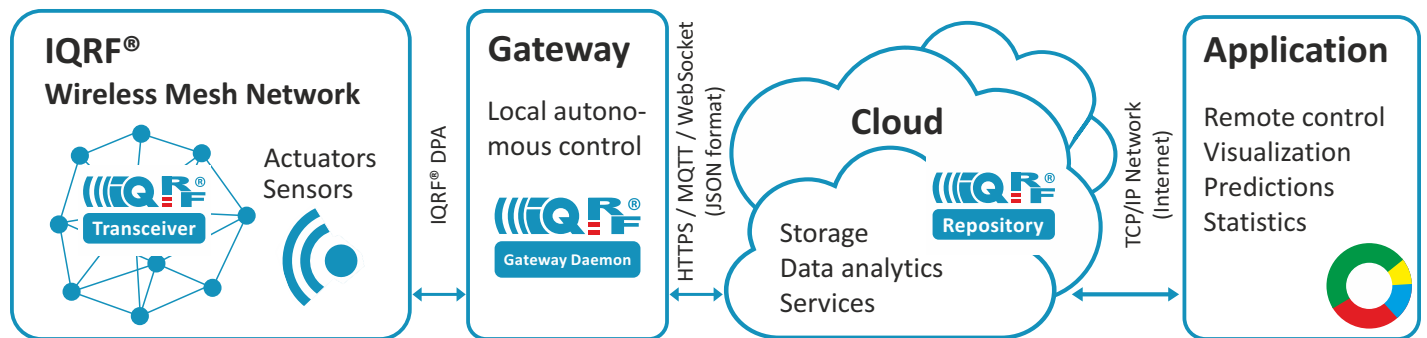 IQRF®
Wireless Mesh Network
IQRF®
Transceiver
Actuators
Sensors
IQRF® DPA
Gateway
Local autono-
mous control
IQRF®
Gateway Daemon
HTTPS / MQTT / WebSocket
(JSON format)
Cloud
IQRF®
Repository
Storage
Data analytics
Services
TCP/IP Network
(Internet)
Application
Remote control
Visualization
Predictions
Statistics